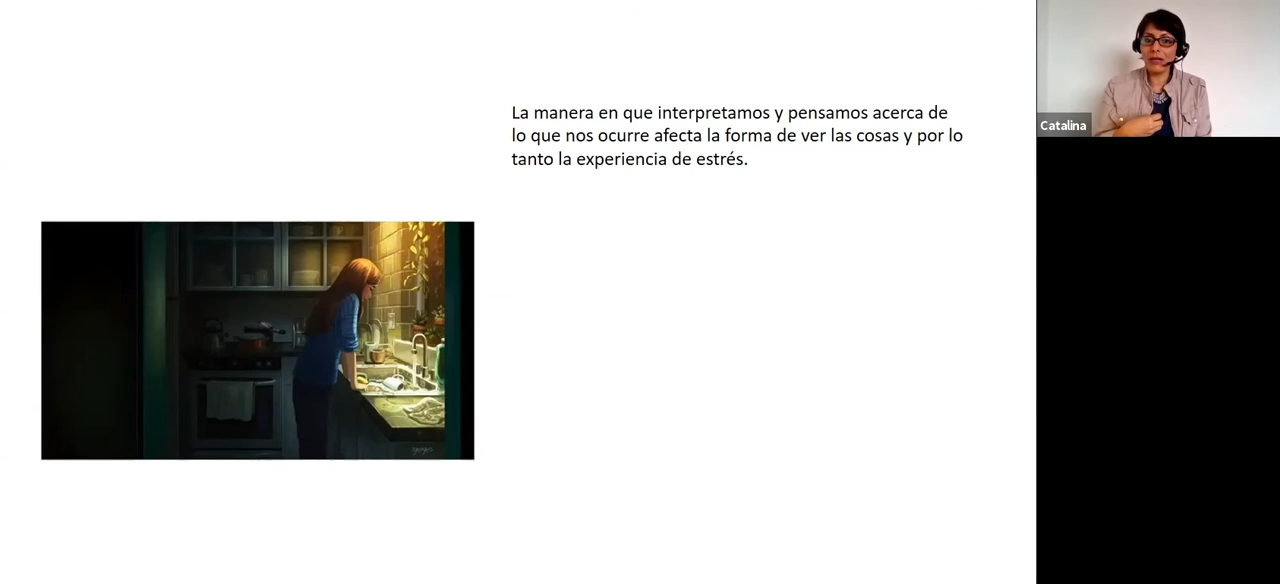 La manera en que interpretamos y pensamos acerca de
lo que nos ocurre afecta la forma de ver las cosas y por lo
tanto la experiencia de estrés.
Catalina